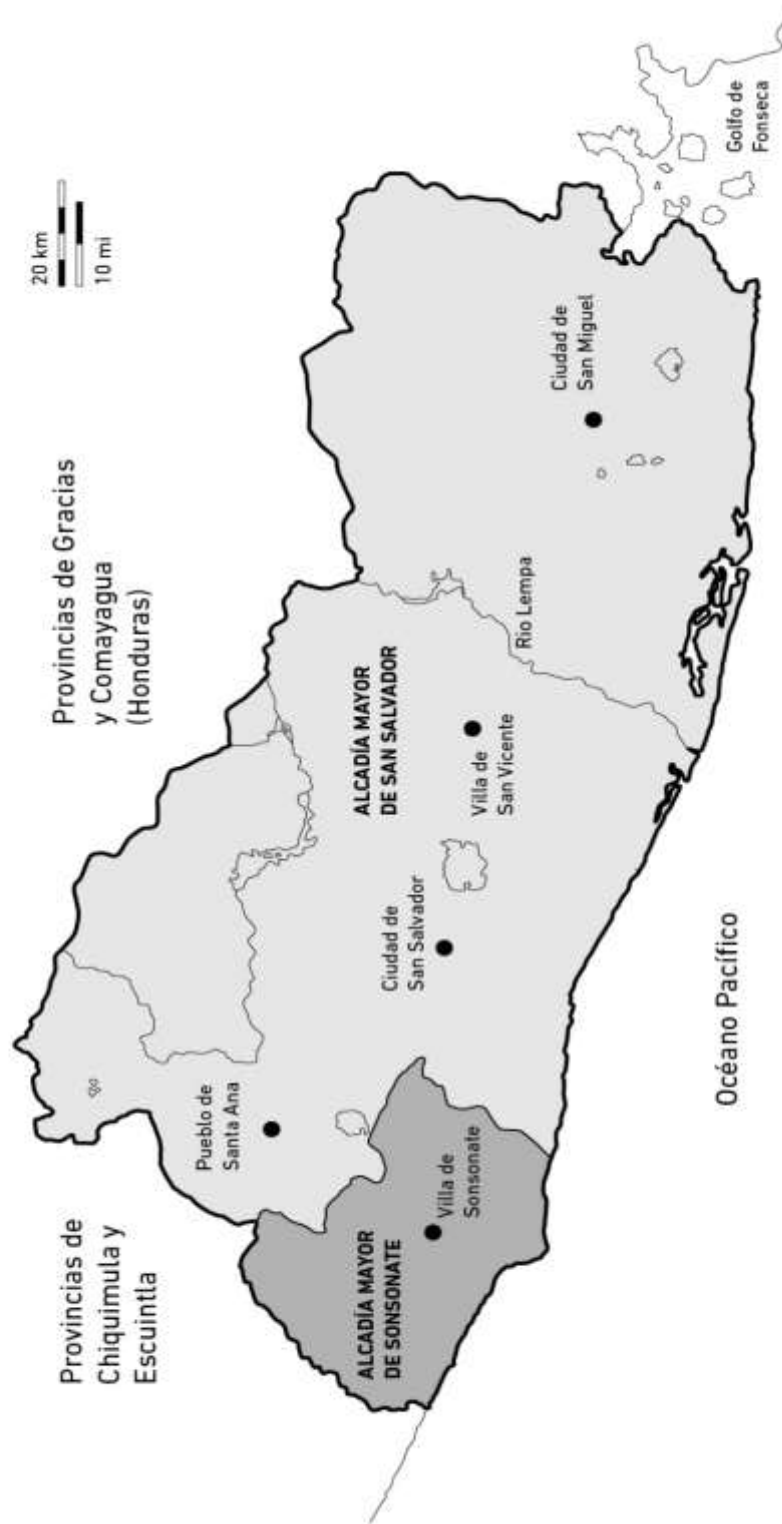 Provincias de
Chiquimula y
Escuintla
Provincias de Gracias
y Comayagua
(Honduras)
20 km
10 mi
Pueblo de
Santa Ana
ALCADÍA MAYOR
DE SONSONATE
Villa de
Sonsonate
Ciudad de
San Salvador
ALCADÍA MAYOR
DE SAN SALVADOR
Villa de
San Vicente
Rio Lempa
Ciudad de
San Miguel
Golfo de
Fonseca
Océano Pacífico